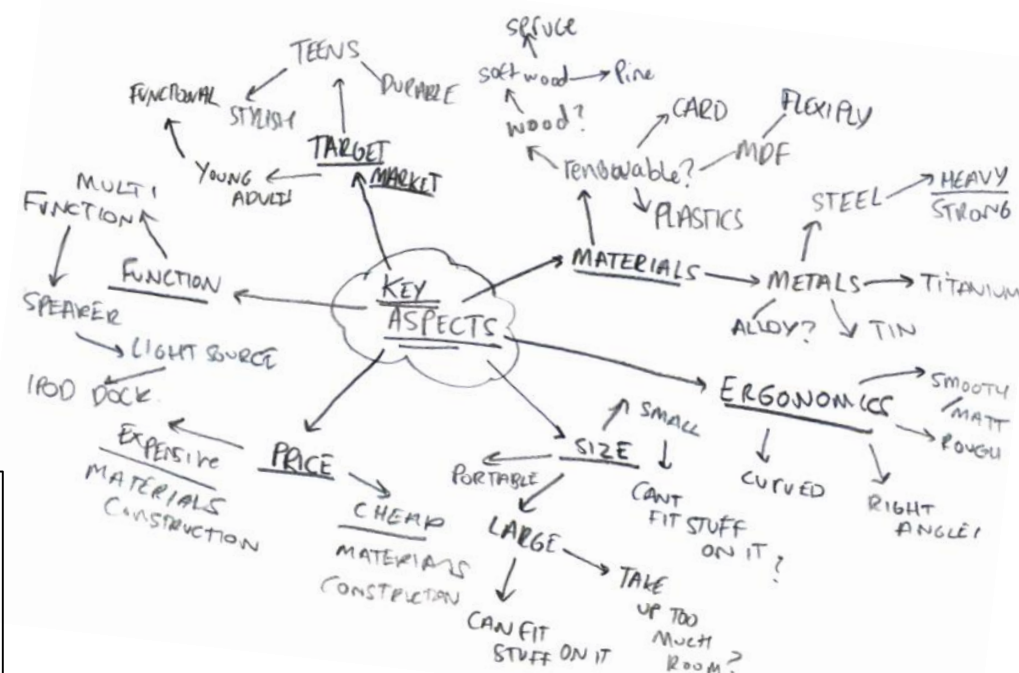 spruce
softwood
Pine
wood?
renewable?
CARD
FLEXIPLY
MDF
PLASTICS
TEENS
DURABLE
STYLISH
FUNCTIONAL
TARGET
MARKET
YOUNG
ADULTS
MULTI
FUNCTION
FUNCTION
SPEAKER
LIGHT SOURCE
IPOD DOCK
KEY
ASPECTS
MATERIALS
METALS
STEEL
HEAVY
STRONG
TITANIUM
TIN
ALLOY?
ERGONOMICS
SMOOTH
/MATT
ROUGH
CURVED
RIGHT
ANGLES
SIZE
SMALL
CANT
FIT STUFF
ON IT?
PORTABLE
LARGE
TAKE
UP TOO
MUCH
ROOM?
CAN FIT
STUFF ON IT
PRICE
EXPENSIVE
MATERIALS
CONSTRUCTION
CHEAP
MATERIALS
CONSTRUCTION